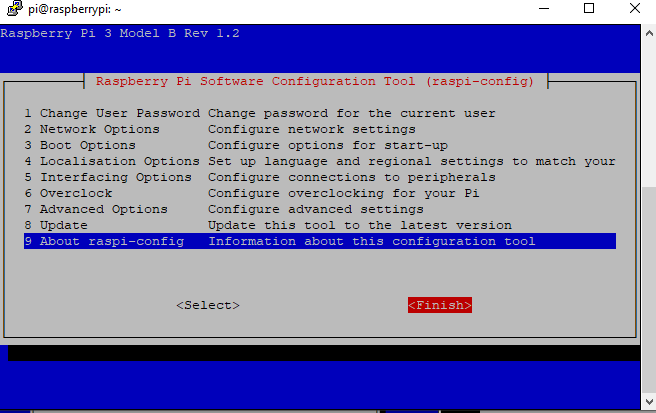 pi@raspberrypi: ~
Raspberry Pi 3 Model B Rev 1.2
Raspberry Pi Software Configuration Tool (raspi-config)
1 Change User Password Change password for the current user
2 Network Options Configure network settings
3 Boot Options Configure options for start-up
4 Localisation Options Set up language and regional settings to match your
5 Interfacing Options Configure connections to peripherals
6 Overclock Configure overclocking for your Pi
7 Advanced Options Configure advanced settings
8 Update Update this tool to the latest version
9 About raspi-config Information about this configuration tool
<Select> <Finish>